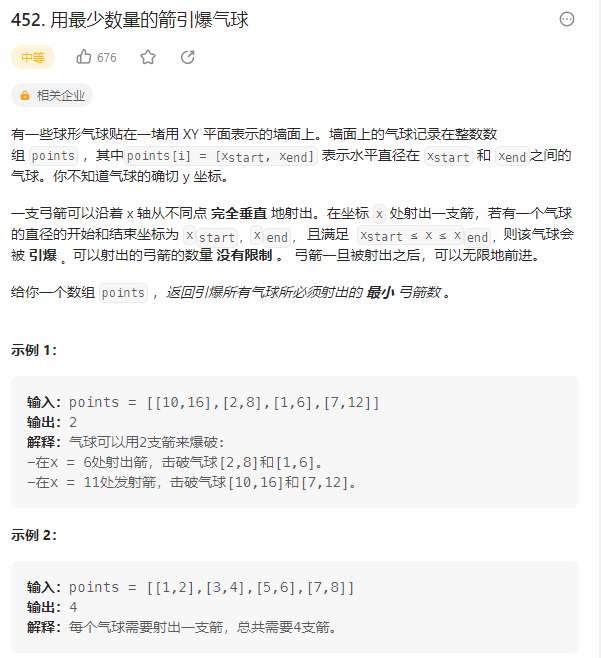 452. 用最少数量的箭引爆气球
中等 676
相关企业
有一些球形气球贴在一堵用 XY 平面表示的墙面上。墙面上的气球记录在整数数
组 points ，其中points[i] = [xstart, xend] 表示水平直径在 xstart 和 xend之间的
气球。你不知道气球的确切 y 坐标。
一支弓箭可以沿着 x 轴从不同点 完全垂直 地射出。在坐标 x 处射出一支箭，若有一个气球
的直径的开始和结束坐标为 xstart，xend， 且满足 xstart ≤ x ≤ xend，则该气球会
被 引爆 。可以射出的弓箭的数量 没有限制 。 弓箭一旦被射出之后，可以无限地前进。
给你一个数组 points ，返回引爆所有气球所必须射出的 最小 弓箭数 。
示例 1：
输入：points = [[10,16],[2,8],[1,6],[7,12]]
输出：2
解释：气球可以用2支箭来爆破:
-在x = 6处射出箭，击破气球[2,8]和[1,6]。
-在x = 11处发射箭，击破气球[10,16]和[7,12]。
示例 2：
输入：points = [[1,2],[3,4],[5,6],[7,8]]
输出：4
解释：每个气球需要射出一支箭，总共需要4支箭。